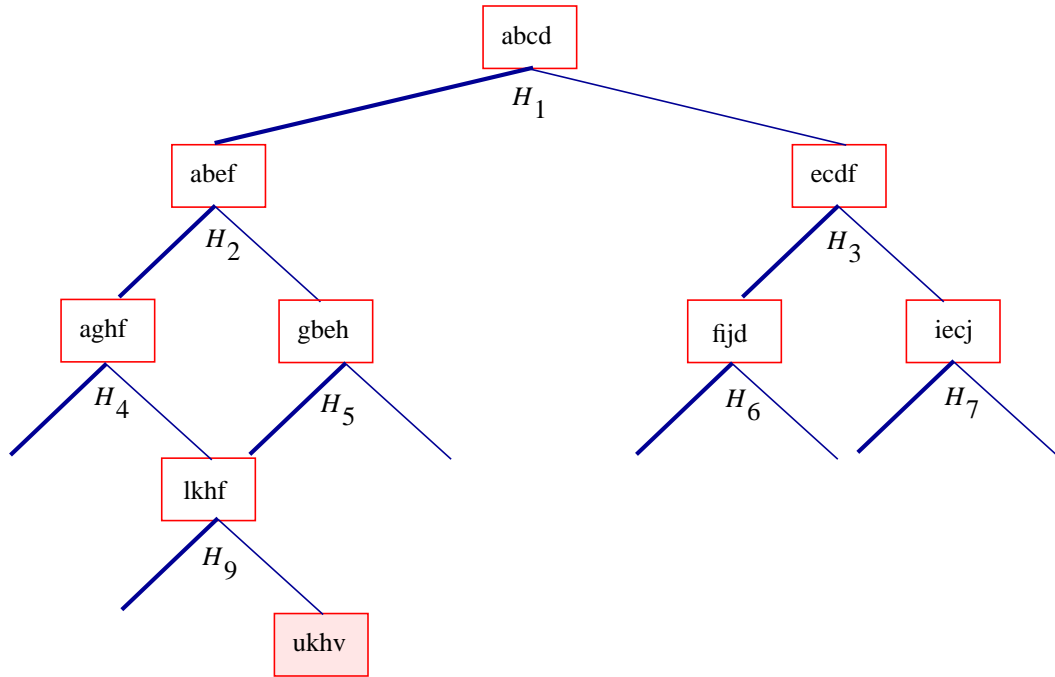 abcd
H1
abef
ecdf
H2
H3
aghf
gbeh
fijd
iecj
H4
H5
H6
H7
lkhf
H9
ukhv